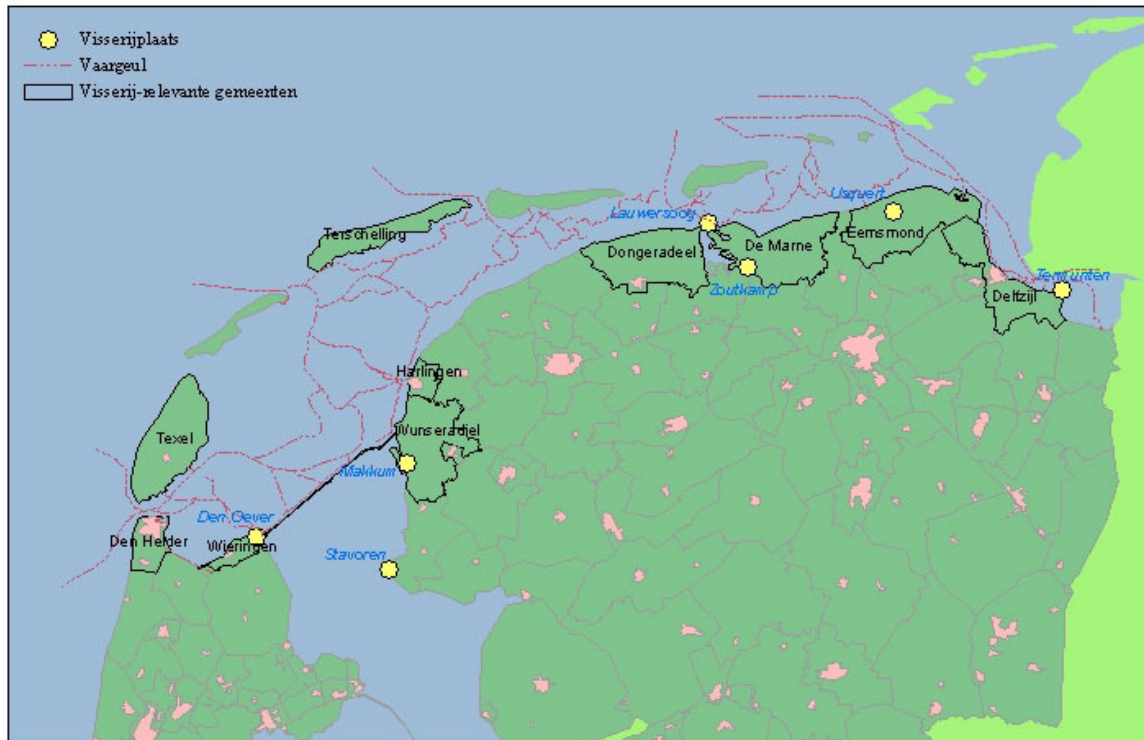 Visserijplaats
Vaargeul
Visserij-relevante gemeenten
Usquert
Lauwersoog
Terschelling
Eemsmond
De Marne
Dongeradeel
Termunten
Zoutkamp
Delfzijl
Harlingen
Wunseradiel
Texel
Makkum
Den Oever
Den Helder
Wieringen
Stavoren